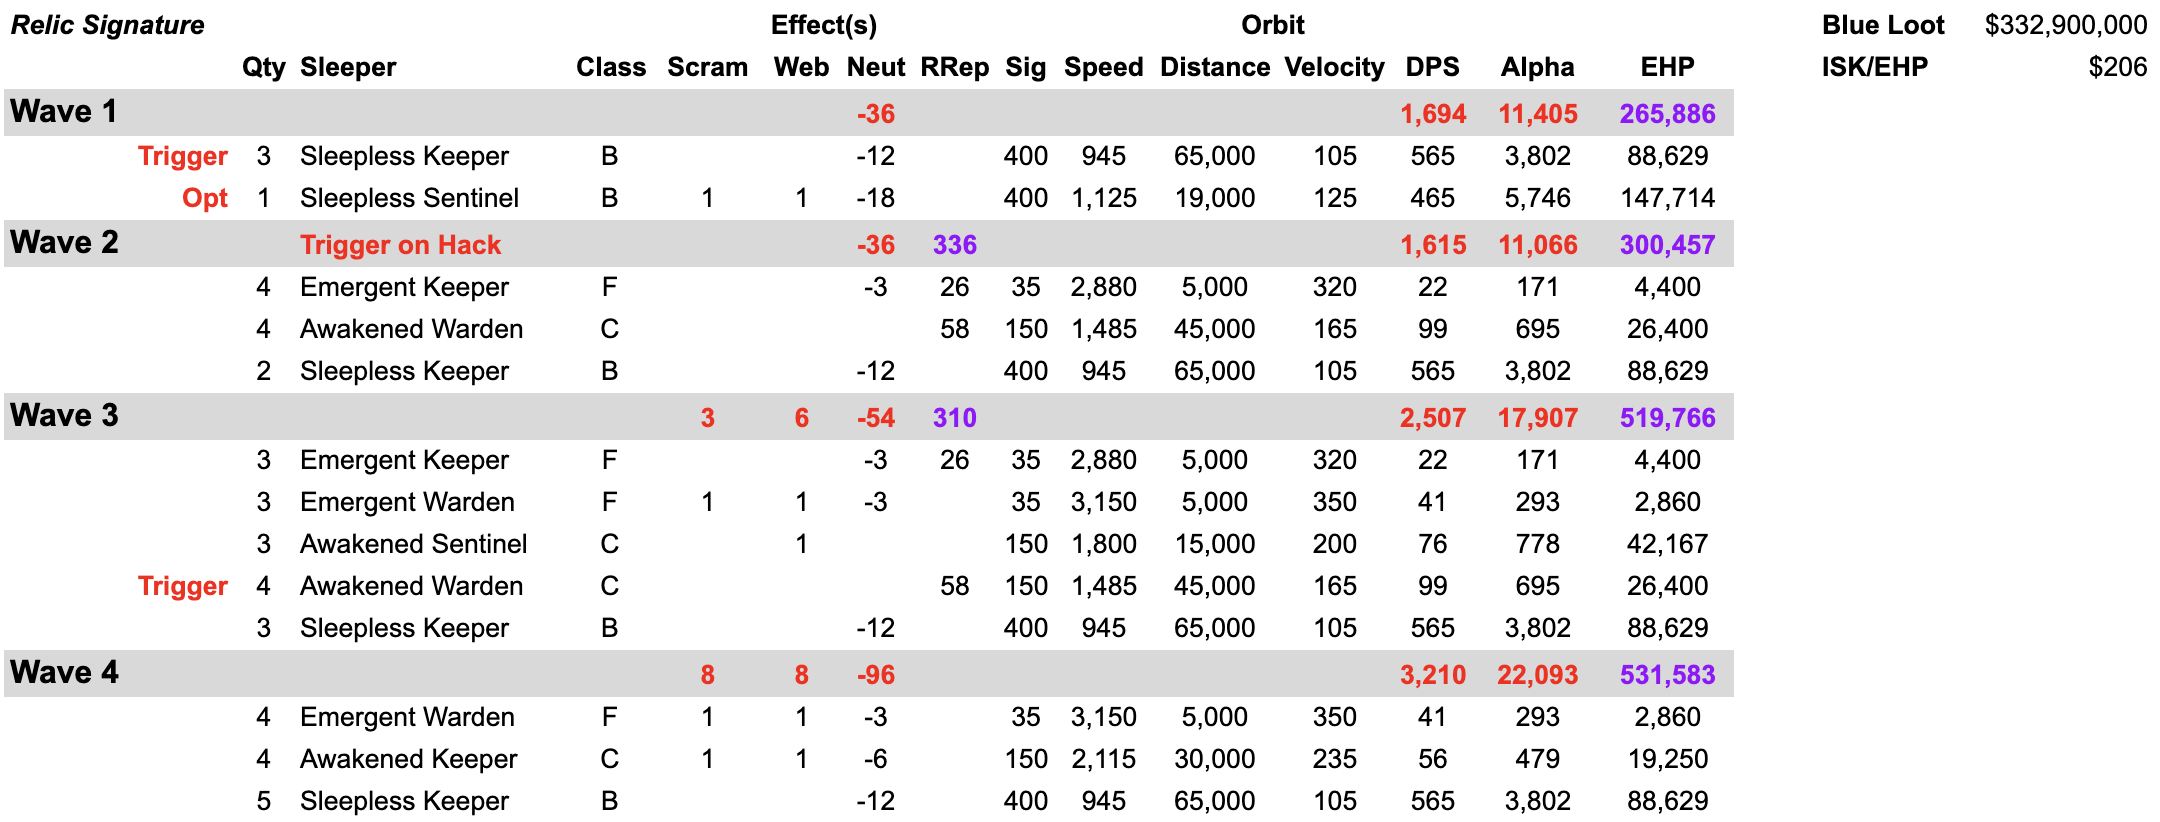 Relic Signature Effect(s) Orbit Blue Loot $332,900,000
Qty Sleeper Class Scram Web Neut RRep Sig Speed Distance Velocity DPS Alpha EHP ISK/EHP $206
Wave 1 -36 1,694 11,405 265,886
Trigger 3 Sleepless Keeper B -12 400 945 65,000 105 565 3,802 88,629
Opt 1 Sleepless Sentinel B 1 1 -18 400 1,125 19,000 125 465 5,746 147,714
Wave 2 Trigger on Hack -36 336 1,615 11,066 300,457
4 Emergent Keeper F -3 26 35 2,880 5,000 320 22 171 4,400
4 Awakened Warden C 58 150 1,485 45,000 165 99 695 26,400
2 Sleepless Keeper B -12 400 945 65,000 105 565 3,802 88,629
Wave 3 3 6 -54 310 2,507 17,907 519,766
3 Emergent Keeper F -3 26 35 2,880 5,000 320 22 171 4,400
3 Emergent Warden F 1 1 -3 35 3,150 5,000 350 41 293 2,860
3 Awakened Sentinel C 1 150 1,800 15,000 200 76 778 42,167
Trigger 4 Awakened Warden C 58 150 1,485 45,000 165 99 695 26,400
3 Sleepless Keeper B -12 400 945 65,000 105 565 3,802 88,629
Wave 4 8 8 -96 3,210 22,093 531,583
4 Emergent Warden F 1 1 -3 35 3,150 5,000 350 41 293 2,860
4 Awakened Keeper C 1 1 -6 150 2,115 30,000 235 56 479 19,250
5 Sleepless Keeper B -12 400 945 65,000 105 565 3,802 88,629